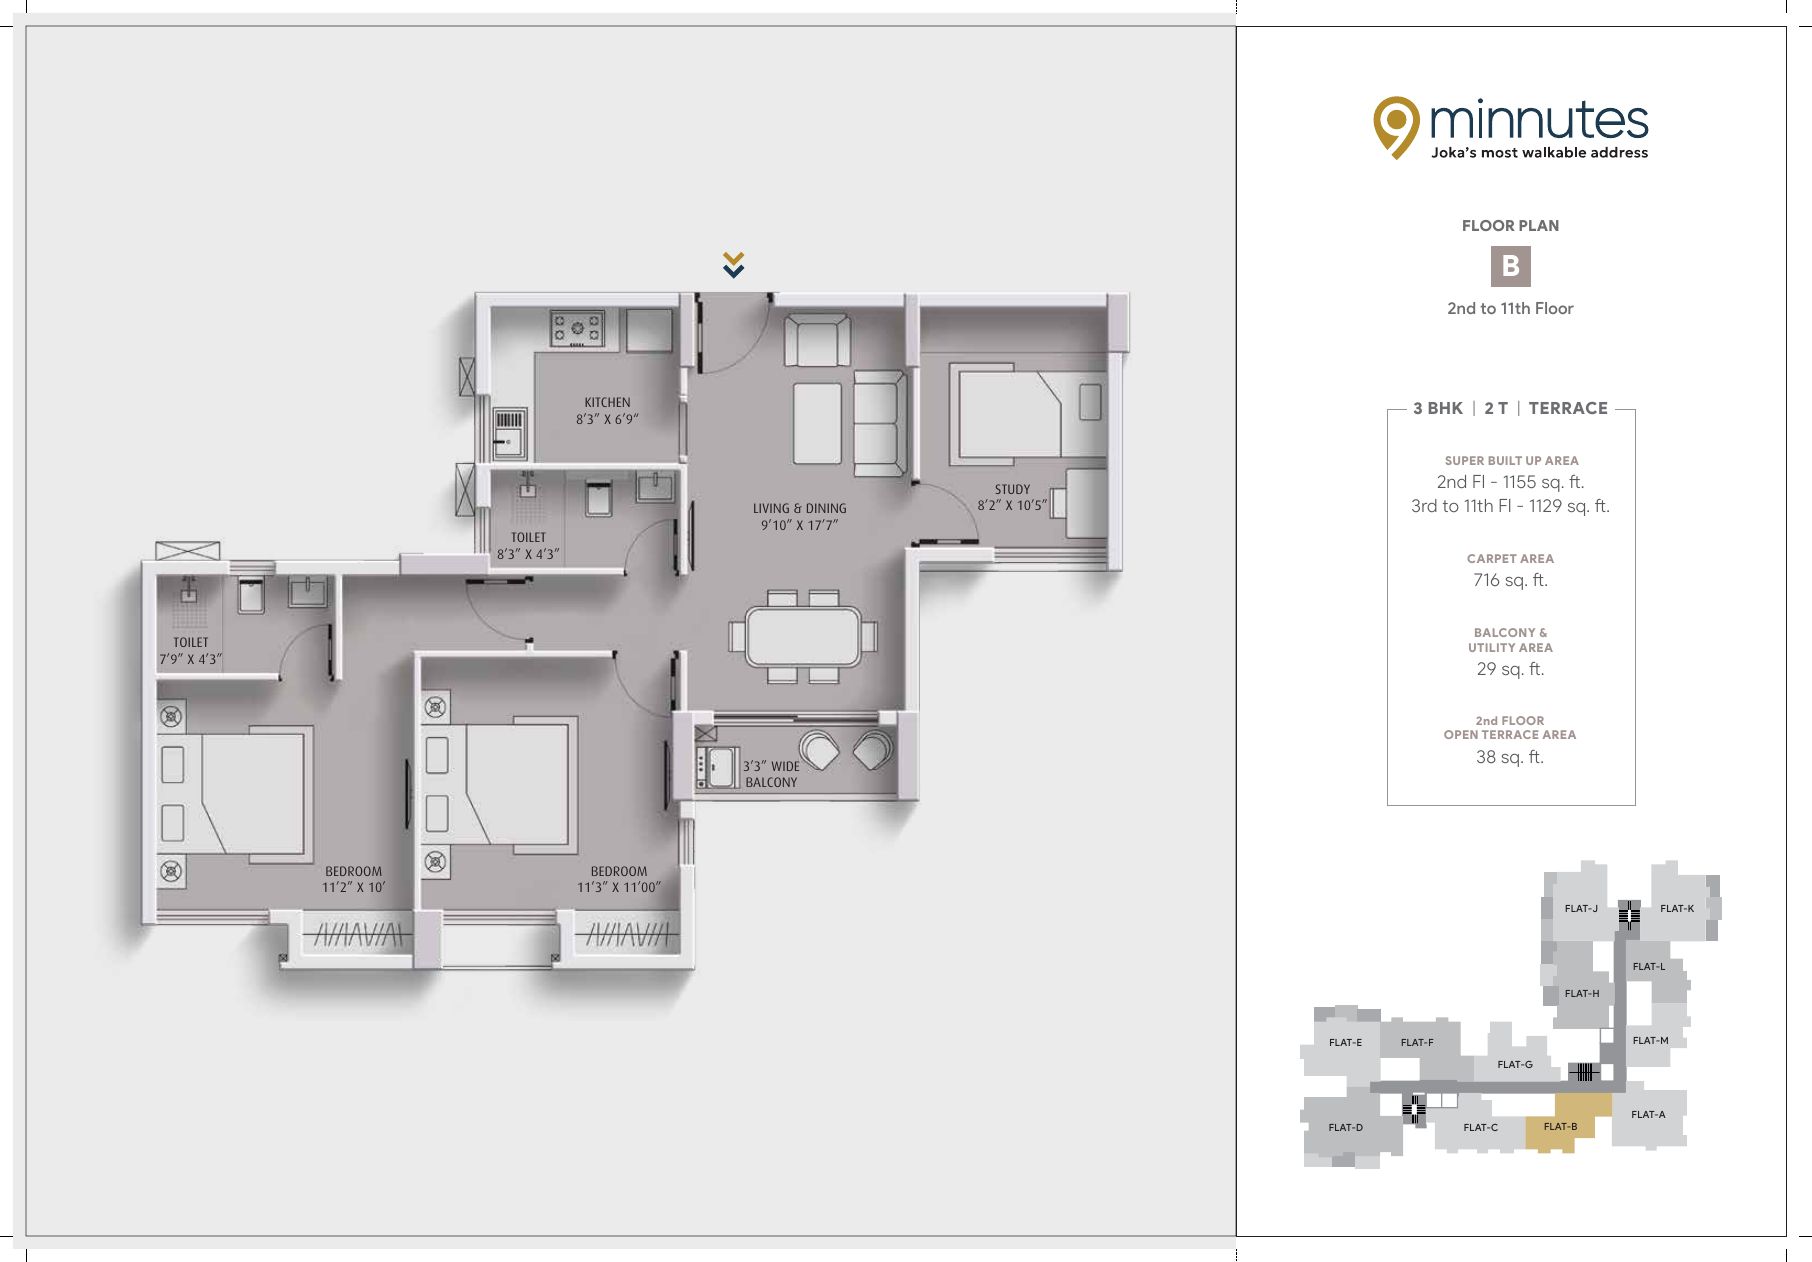 9 minnutes
Joka's most walkable address
FLOOR PLAN
B
2nd to 11th Floor
3 BHK | 2 T | TERRACE
SUPER BUILT UP AREA
2nd Fl - 1155 sq. ft.
3rd to 11th Fl - 1129 sq. ft.
CARPET AREA
716 sq. ft.
BALCONY &
UTILITY AREA
29 sq. ft.
2nd FLOOR
OPEN TERRACE AREA
38 sq. ft.
KITCHEN
8'3" X 6'9"
TOILET
8'3" X 4'3"
LIVING & DINING
9'10" X 17'7"
STUDY
8'2" X 10'5"
TOILET
7'9" X 4'3"
3'3" WIDE
BALCONY
BEDROOM
11'2" X 10'
BEDROOM
11'3" X 11'00"
FLAT-J
FLAT-K
FLAT-L
FLAT-H
FLAT-E
FLAT-F
FLAT-G
FLAT-M
FLAT-D
FLAT-C
FLAT-B
FLAT-A